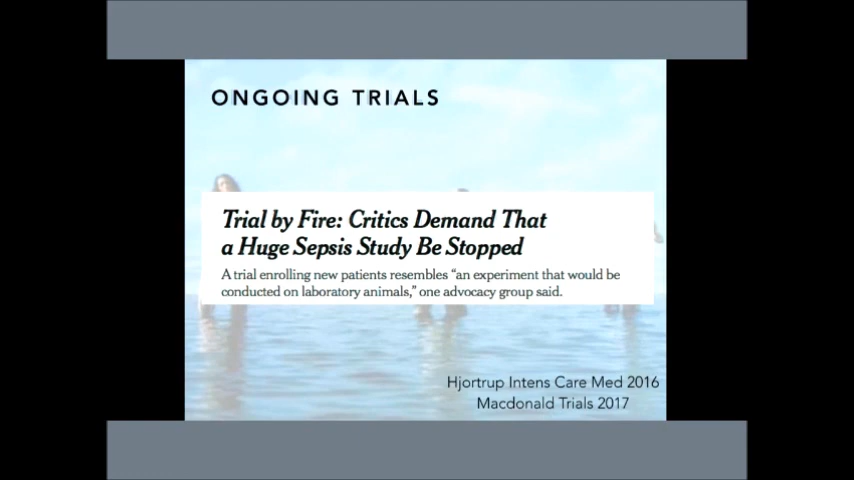 ONGOING TRIALS
Trial by Fire: Critics Demand That
a Huge Sepsis Study Be Stopped
A trial enrolling new patients resembles “an experiment that would be
conducted on laboratory animals,” one advocacy group said.
Hjortrup Intens Care Med 2016
Macdonald Trials 2017